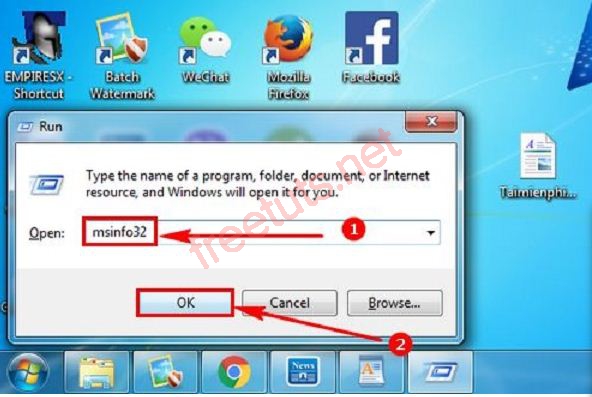 EMPIRESX -
Shortcut
Batch
Watermark
WeChat
Mozilla
Firefox
Facebook
Run
Type the name of a program, folder, document, or Internet
resource, and Windows will open it for you.
Taimienphi...
Open:
msinfo32
1
freetuts.net
OK
Cancel
Browse...
2
News